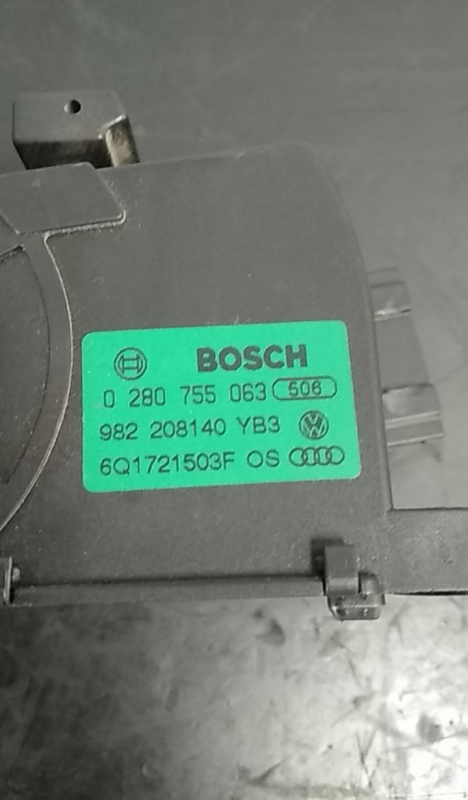 BOSCH
0 280 755 063 506
982 208140 YB3
6Q1721503F OS